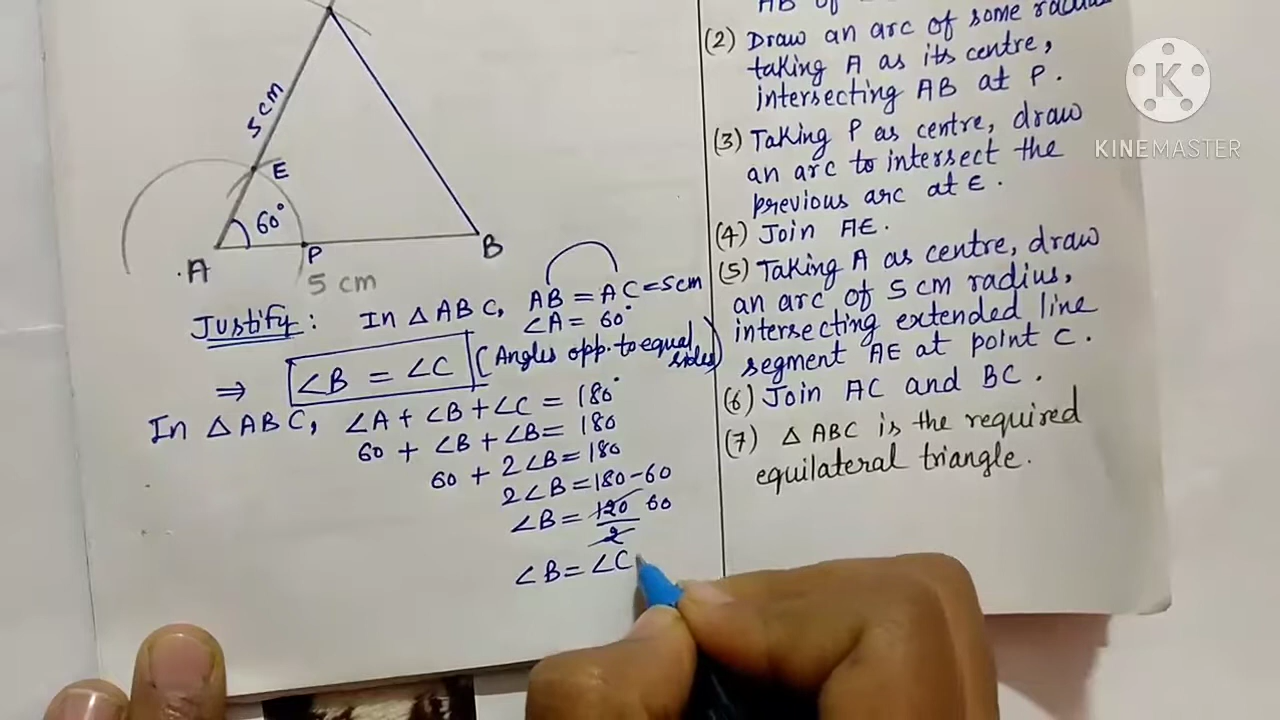 5 cm
E
60°
A
P
B
5 cm
Justify: In △ABC, AB = AC = 5cm
∠A = 60°
⇒ ∠B = ∠C (Angles opp. to equal sides)
In △ABC, ∠A + ∠B + ∠C = 180°
60 + ∠B + ∠B = 180
60 + 2∠B = 180
2∠B = 180-60
∠B = 120/2 60
∠B = ∠C
AB of
(2) Draw an arc of some radius
taking A as its centre,
intersecting AB at P.
(3) Taking P as centre, draw
an arc to intersect the
previous arc at E.
(4) Join AE.
(5) Taking A as centre, draw
an arc of 5 cm radius,
intersecting extended line
segment AE at point C.
(6) Join AC and BC.
(7) △ ABC is the required
equilateral triangle.
K
KINEMASTER